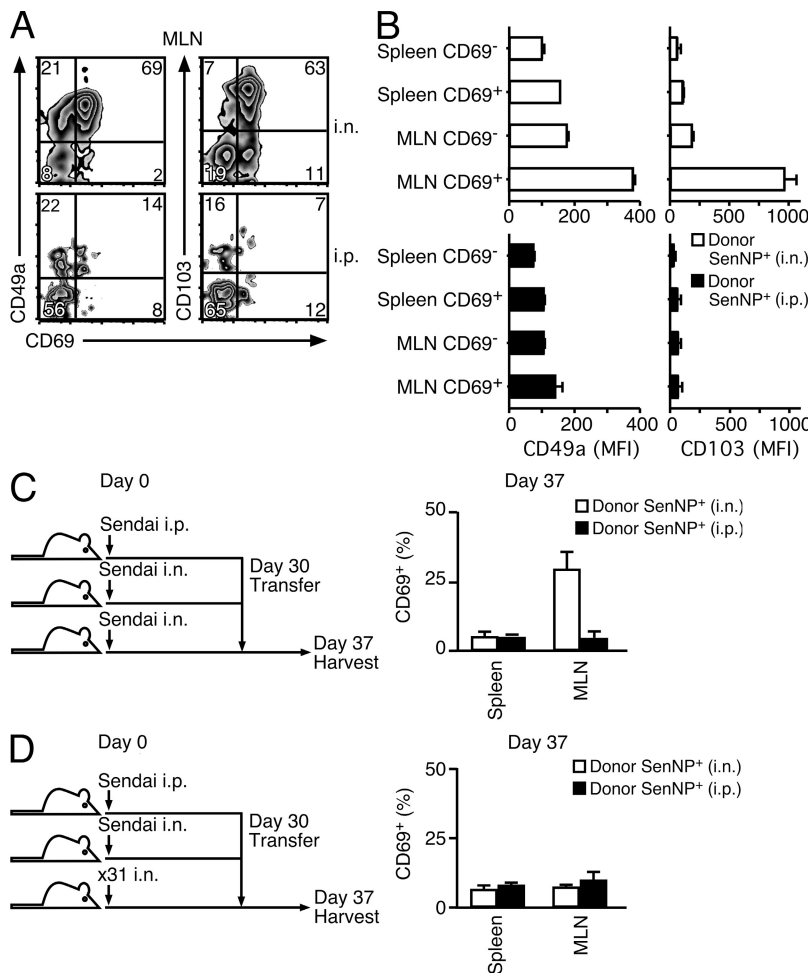 A
MLN
21 69
8 2
7 63
19 11
i.n.
22 14
56 8
16 7
65 12
i.p.
CD49a
CD103
CD69
B
Spleen CD69-
Spleen CD69+
MLN CD69-
MLN CD69+
0 200 400
0 500 1000
Spleen CD69-
Spleen CD69+
MLN CD69-
MLN CD69+
Donor
SenNP+ (i.n.)
Donor
SenNP+ (i.p.)
0 200 400
0 500 1000
CD49a (MFI)
CD103 (MFI)
C
Day 0
Sendai i.p.
Sendai i.n.
Sendai i.n.
Day 30
Transfer
Day 37
Harvest
Day 37
Donor SenNP+ (i.n.)
Donor SenNP+ (i.p.)
CD69+ (%)
50
25
0
Spleen
MLN
D
Day 0
Sendai i.p.
Sendai i.n.
x31 i.n.
Day 30
Transfer
Day 37
Harvest
Day 37
Donor SenNP+ (i.n.)
Donor SenNP+ (i.p.)
CD69+ (%)
50
25
0
Spleen
MLN